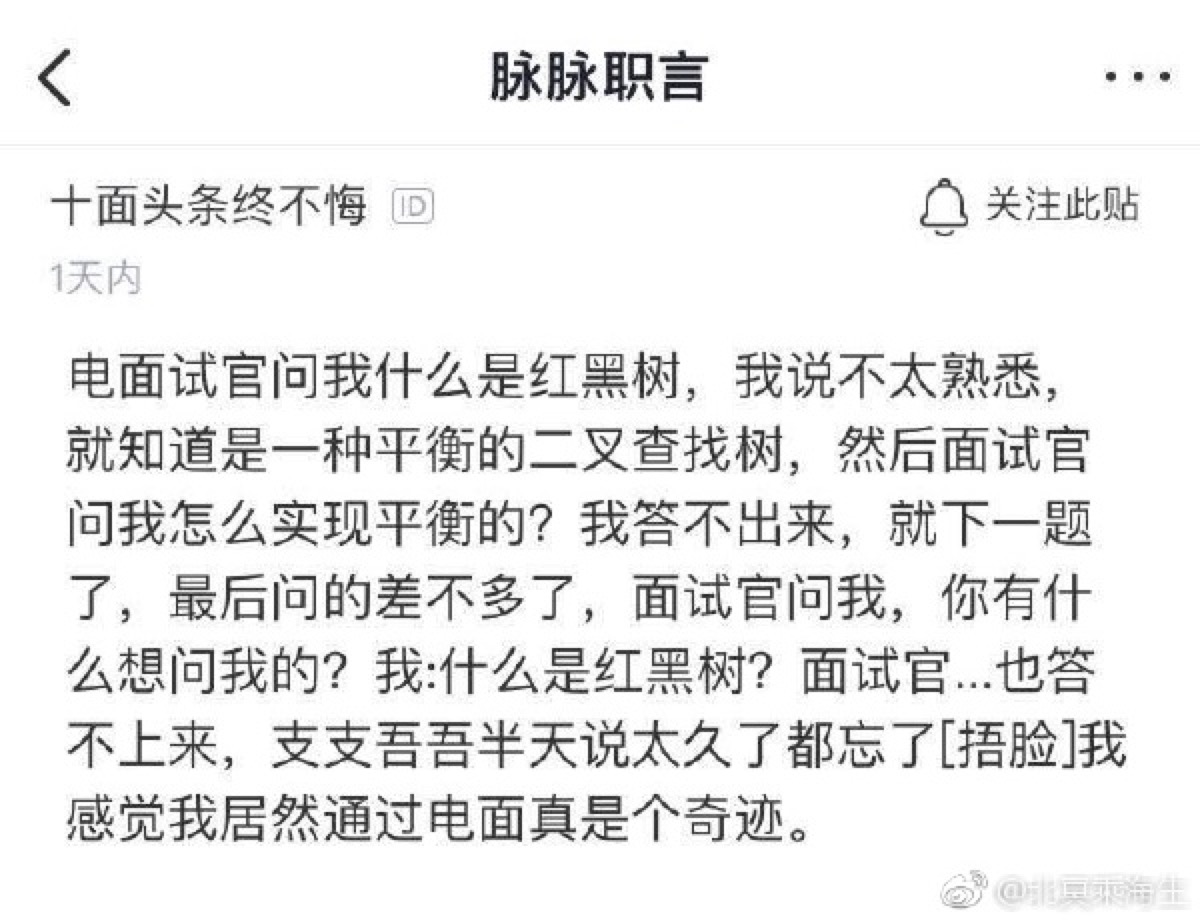 脉脉职言
十面头条终不悔 ID
关注此贴
1天内
电面试官问我什么是红黑树，我说不太熟悉，
就知道是一种平衡的二叉查找树，然后面试官
问我怎么实现平衡的？我答不出来，就下一题
了，最后问的差不多了，面试官问我，你有什
么想问我的？我:什么是红黑树？面试官...也答
不上来，支支吾吾半天说太久了都忘了[捂脸]我
感觉我居然通过电面真是个奇迹。
@北冥乘海生